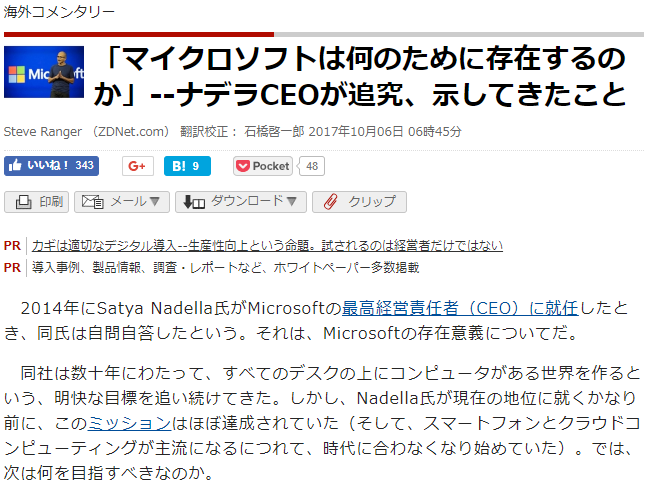 海外コメンタリー
「マイクロソフトは何のために存在するの
か」--ナデラCEOが追究、示してきたこと
Microsoft
Steve Ranger （ZDNet.com） 翻訳校正： 石橋啓一郎 2017年10月06日 06時45分
いいね！ 343 G+ B! 9 Pocket 48
印刷 メール▼ ダウンロード▼ クリップ
PR カギは適切なデジタル導入--生産性向上という命題。試されるのは経営者だけではない
PR 導入事例、製品情報、調査・レポートなど、ホワイトペーパー多数掲載
2014年にSatya Nadella氏がMicrosoftの最高経営責任者（CEO）に就任したと
き、同氏は自問自答したという。それは、Microsoftの存在意義についてだ。
同社は数十年にわたって、すべてのデスクの上にコンピュータがある世界を作ると
いう、明快な目標を追い続けてきた。しかし、Nadella氏が現在の地位に就くかなり
前に、このミッションはほぼ達成されていた（そして、スマートフォンとクラウドコ
ンピューティングが主流になるにつれて、時代に合わなくなり始めていた）。では、
次は何を目指すべきなのか。